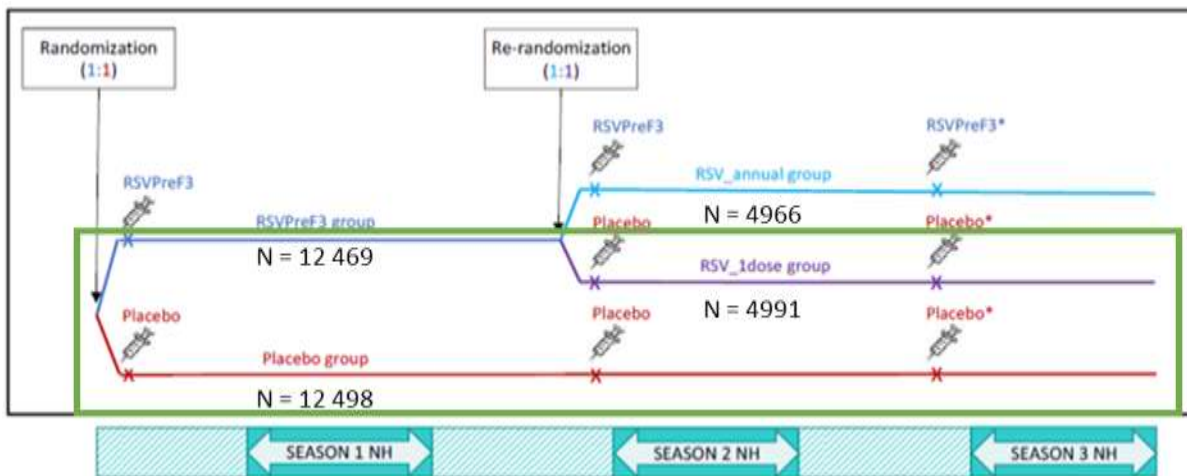 Randomization
(1:1)
Re-randomization
(1:1)
RSVPreF3
RSVPreF3*
RSVPreF3
RSV_annual group
N = 4966
RSVPreF3 group
Placebo
Placebo*
N = 12 469
RSV_1dose group
N = 4991
Placebo
Placebo
Placebo*
Placebo group
N = 12 498
SEASON 1 NH
SEASON 2 NH
SEASON 3 NH